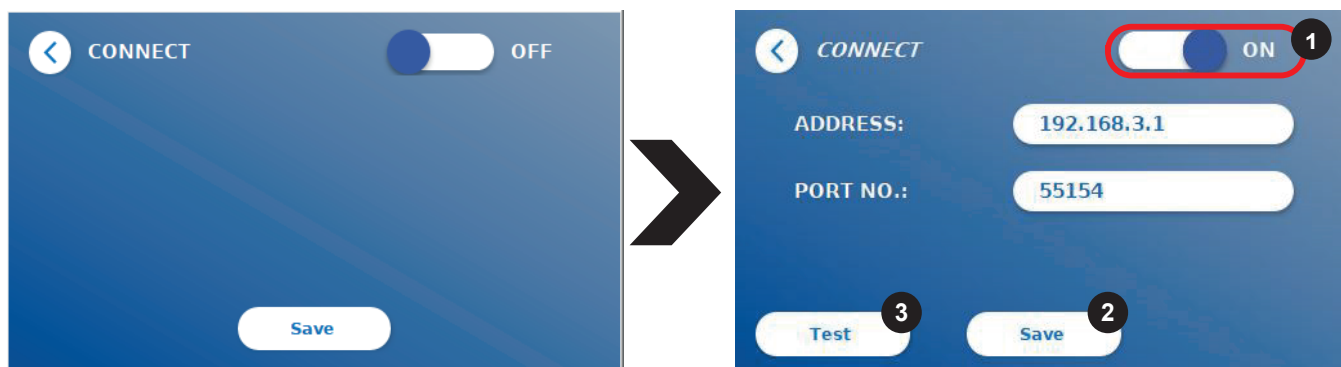 CONNECT OFF
Save
CONNECT ON 1
ADDRESS: 192.168.3.1
PORT NO.: 55154
3 2
Test Save